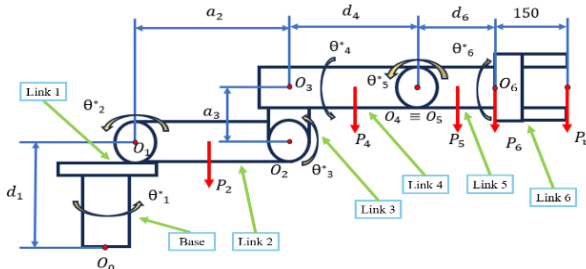 a₂
d₄
d₆
150
θ*₄
θ*₆
θ*₂
Link 1
O₃
θ*₅
O₆
a₃
P₄
O₄ ≡ O₅
P₅
P₆
O₁
O₂
θ*₃
P₂
d₁
θ*₁
Link 3
Link 4
Link 5
Link 6
Base
Link 2
O₀